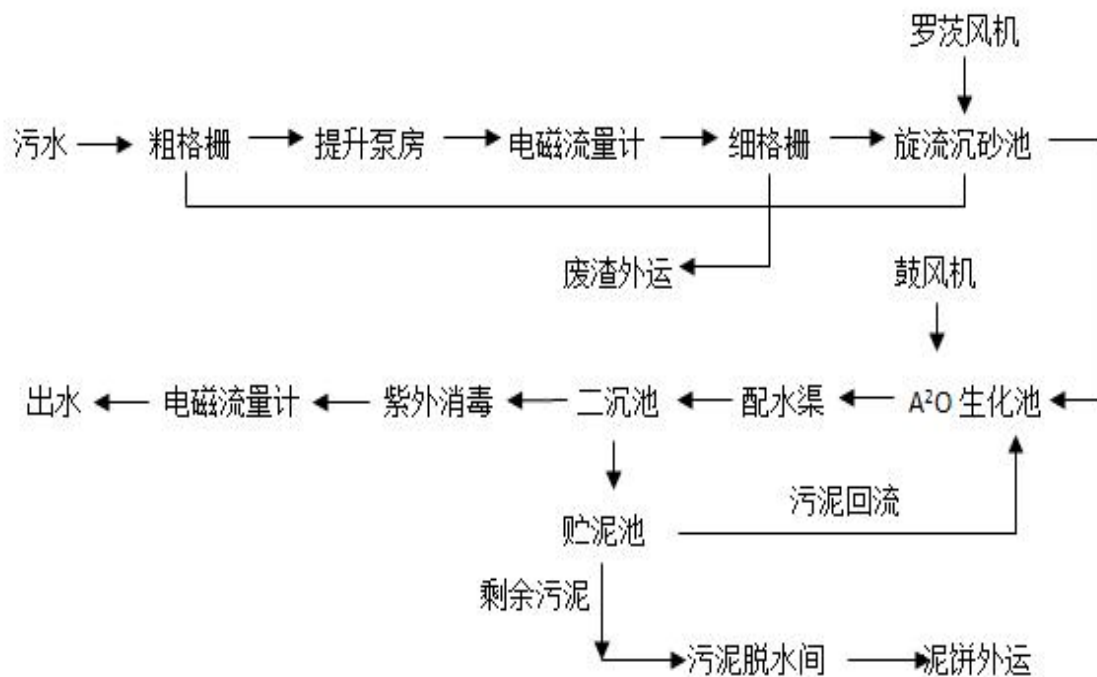 罗茨风机
污水
粗格栅
提升泵房
电磁流量计
细格栅
旋流沉砂池
废渣外运
鼓风机
出水
电磁流量计
紫外消毒
二沉池
配水渠
A²O 生化池
污泥回流
贮泥池
剩余污泥
污泥脱水间
泥饼外运